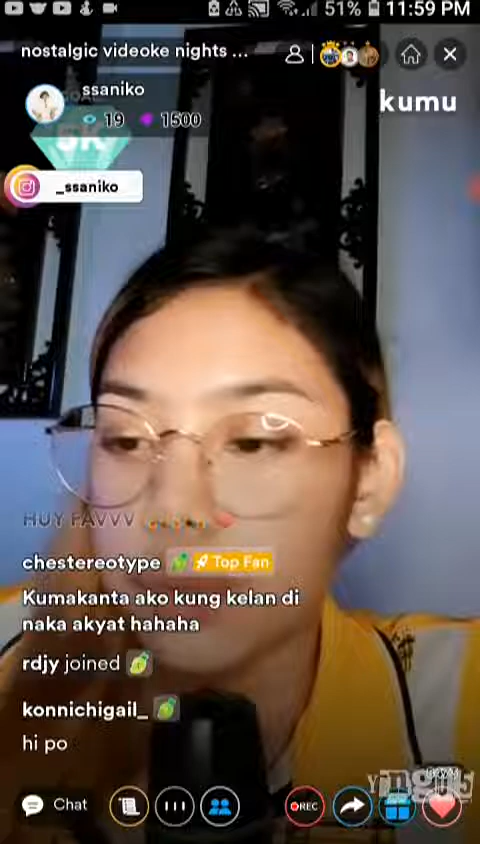 51% 11:59 PM
nostalgic videoke nights ...
ssaniko
19 1500
kumu
5K
_ssaniko
HUY FAVVV
chestereotype Top Fan
Kumakanta ako kung kelan di
naka akyat hahaha
rdjy joined
konnichigail_
hi po
Chat
REC